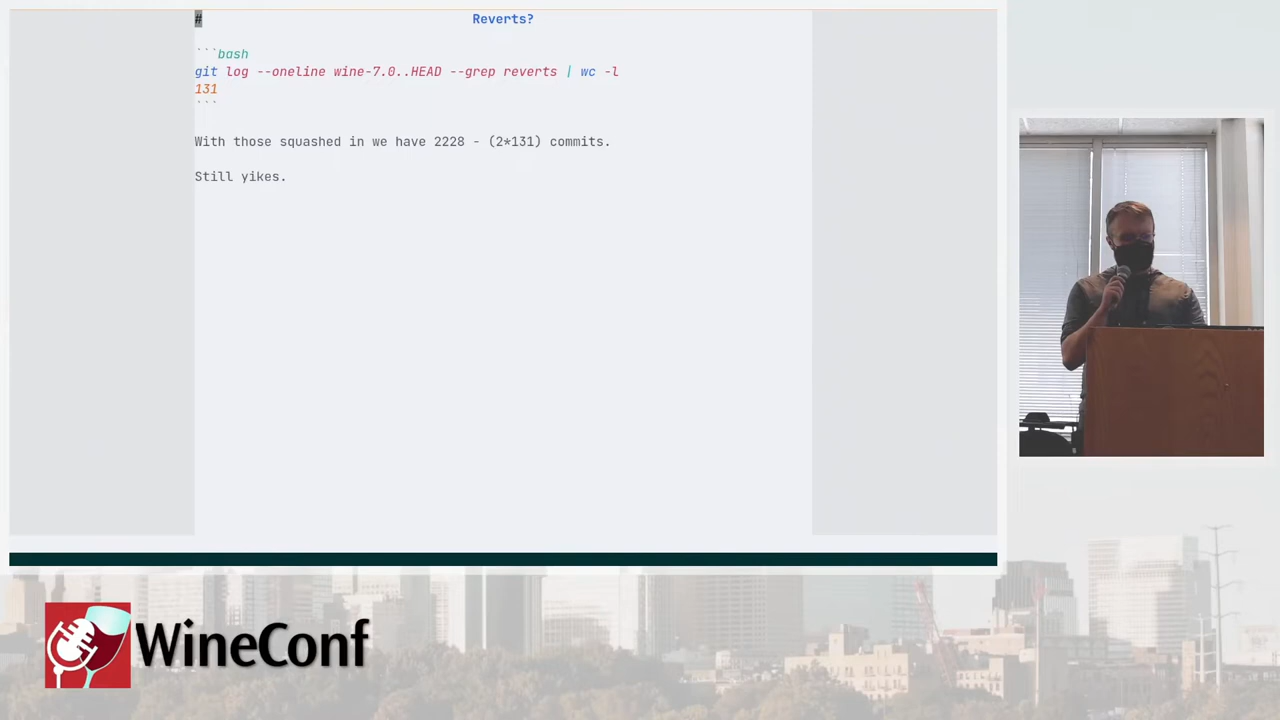 # Reverts?
```bash
git log --oneline wine-7.0..HEAD --grep reverts | wc -l
131
```
With those squashed in we have 2228 - (2*131) commits.
Still yikes.
WineConf